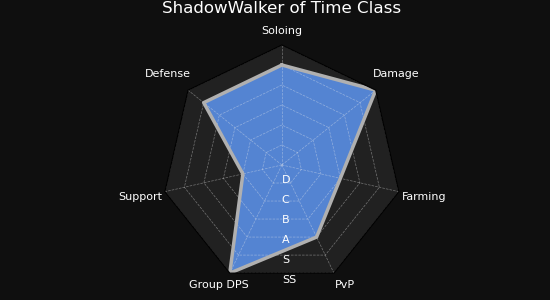 ShadowWalker of Time Class
Soloing
Defense
Damage
Support
Farming
D
C
B
A
S
SS
Group DPS
PvP